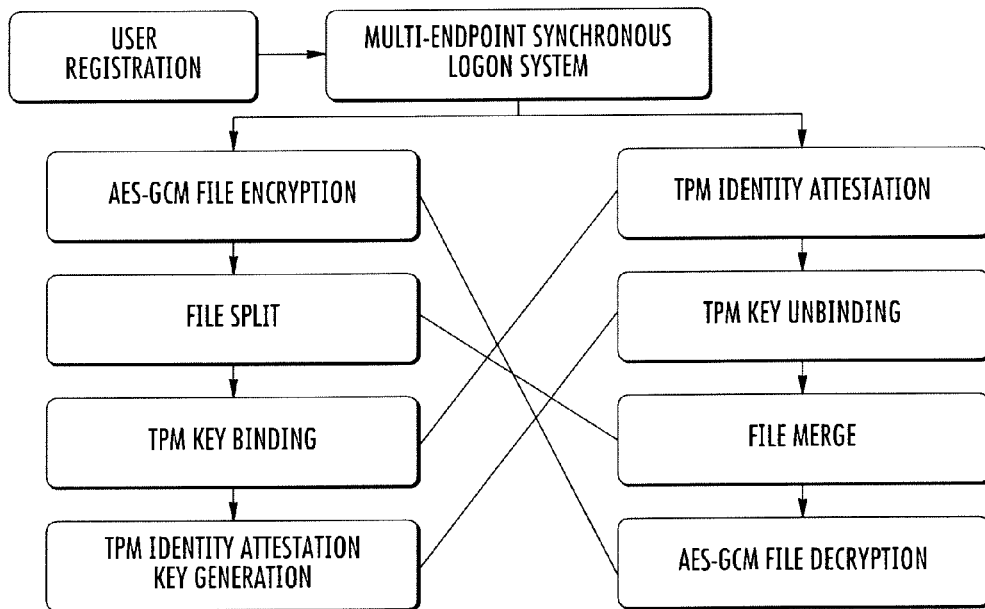 USER
REGISTRATION
MULTI-ENDPOINT SYNCHRONOUS
LOGON SYSTEM
AES-GCM FILE ENCRYPTION
FILE SPLIT
TPM KEY BINDING
TPM IDENTITY ATTESTATION
KEY GENERATION
TPM IDENTITY ATTESTATION
TPM KEY UNBINDING
FILE MERGE
AES-GCM FILE DECRYPTION